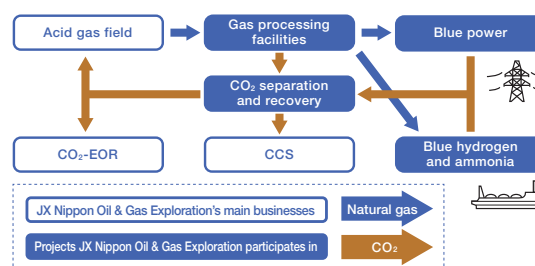 Acid gas field
Gas processing
facilities
Blue power
CO₂ separation
and recovery
CO₂-EOR
CCS
Blue hydrogen
and ammonia
JX Nippon Oil & Gas Exploration's main businesses
Natural gas
Projects JX Nippon Oil & Gas Exploration participates in
CO₂